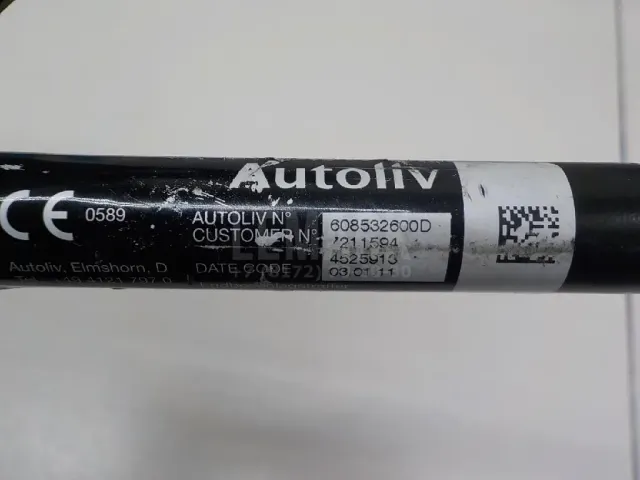 Autoliv
CE 0589
AUTOLIV N° 608532600D
CUSTOMER N° 7211594
4525913
Autoliv, Elmshorn, D
DATE CODE 03.01.11